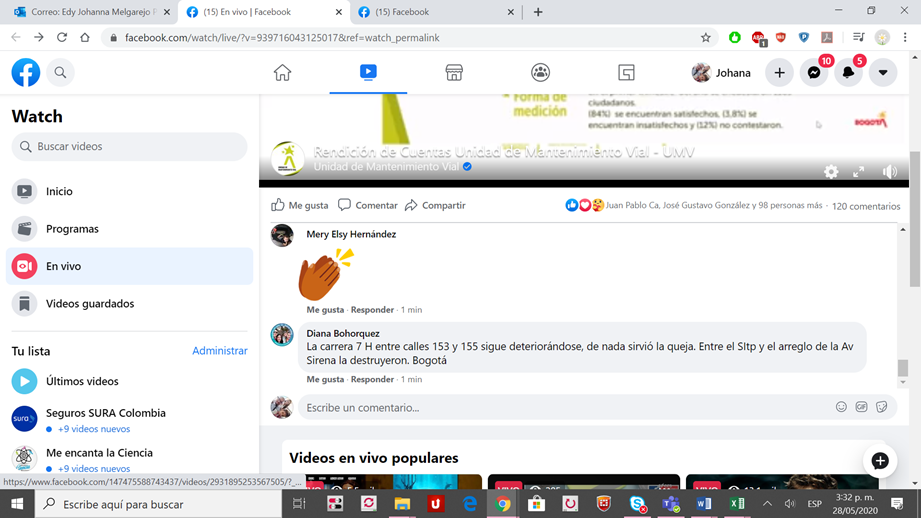 Correo: Edy Johanna Melgarejo P
(15) En vivo | Facebook
(15) Facebook
facebook.com/watch/live/?v=939716043125017&ref=watch_permalink
ABP
1
Johana
10
5
Watch
Buscar videos
Inicio
Programas
En vivo
Videos guardados
Tu lista
Administrar
Últimos videos
sura
Seguros SURA Colombia
+9 videos nuevos
Me encanta la Ciencia
+9 videos nuevos
Forma de
medición
ciudadanos.
(84%) se encuentran satisfechos, (3,8%) se
encuentran insatisfechos y (12%) no contestaron.
BOGOTÁ
Rendición de Cuentas Unidad de Mantenimiento Vial - UMV
Unidad de Mantenimiento Vial
Me gusta
Comentar
Compartir
Juan Pablo Ca, José Gustavo González y 98 personas más · 120 comentarios
Mery Elsy Hernández
Me gusta · Responder · 1 min
Diana Bohorquez
La carrera 7 H entre calles 153 y 155 sigue deteriorándose, de nada sirvió la queja. Entre el SItp y el arreglo de la Av
Sirena la destruyeron. Bogotá
Me gusta · Responder · 1 min
Escribe un comentario...
GIF
Videos en vivo populares
https://www.facebook.com/147475588743437/videos/2931895253567505/?_...
Escribe aquí para buscar
ESP
3:32 p. m.
28/05/2020